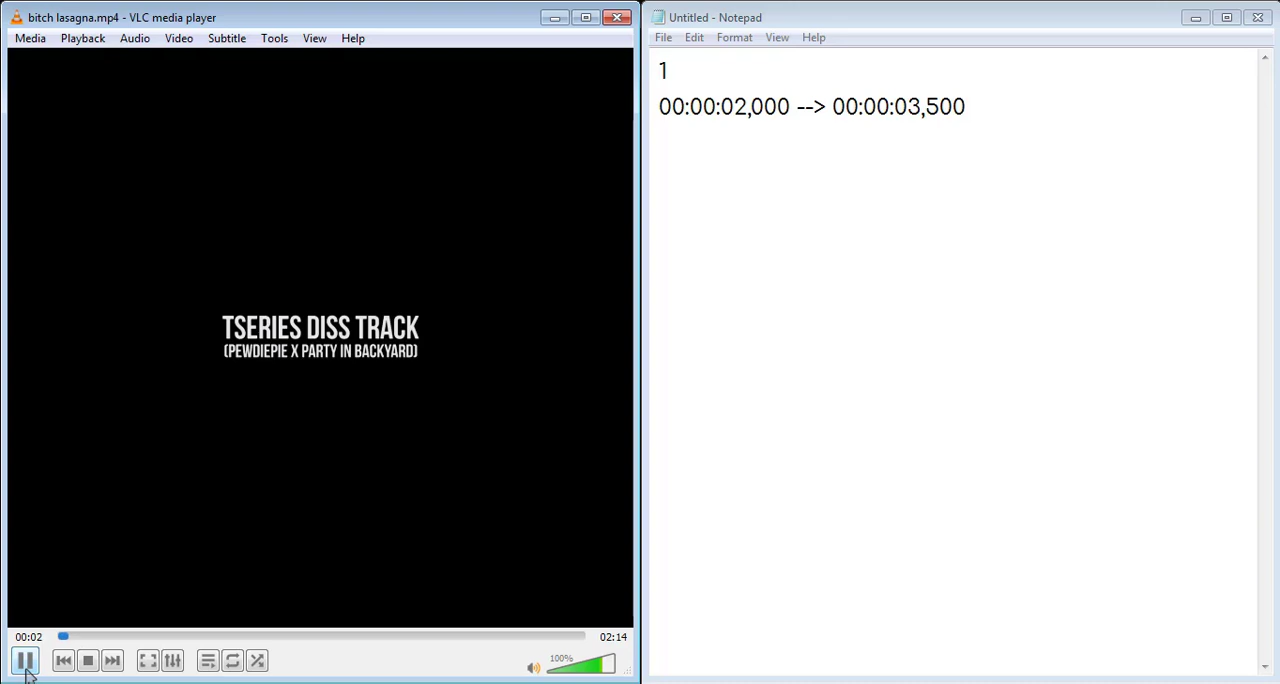 bitch lasagna.mp4 - VLC media player
Media Playback Audio Video Subtitle Tools View Help
TSERIES DISS TRACK
(PEWDIEPIE X PARTY IN BACKYARD)
00:02
02:14
100%
Untitled - Notepad
File Edit Format View Help
1
00:00:02,000 --> 00:00:03,500